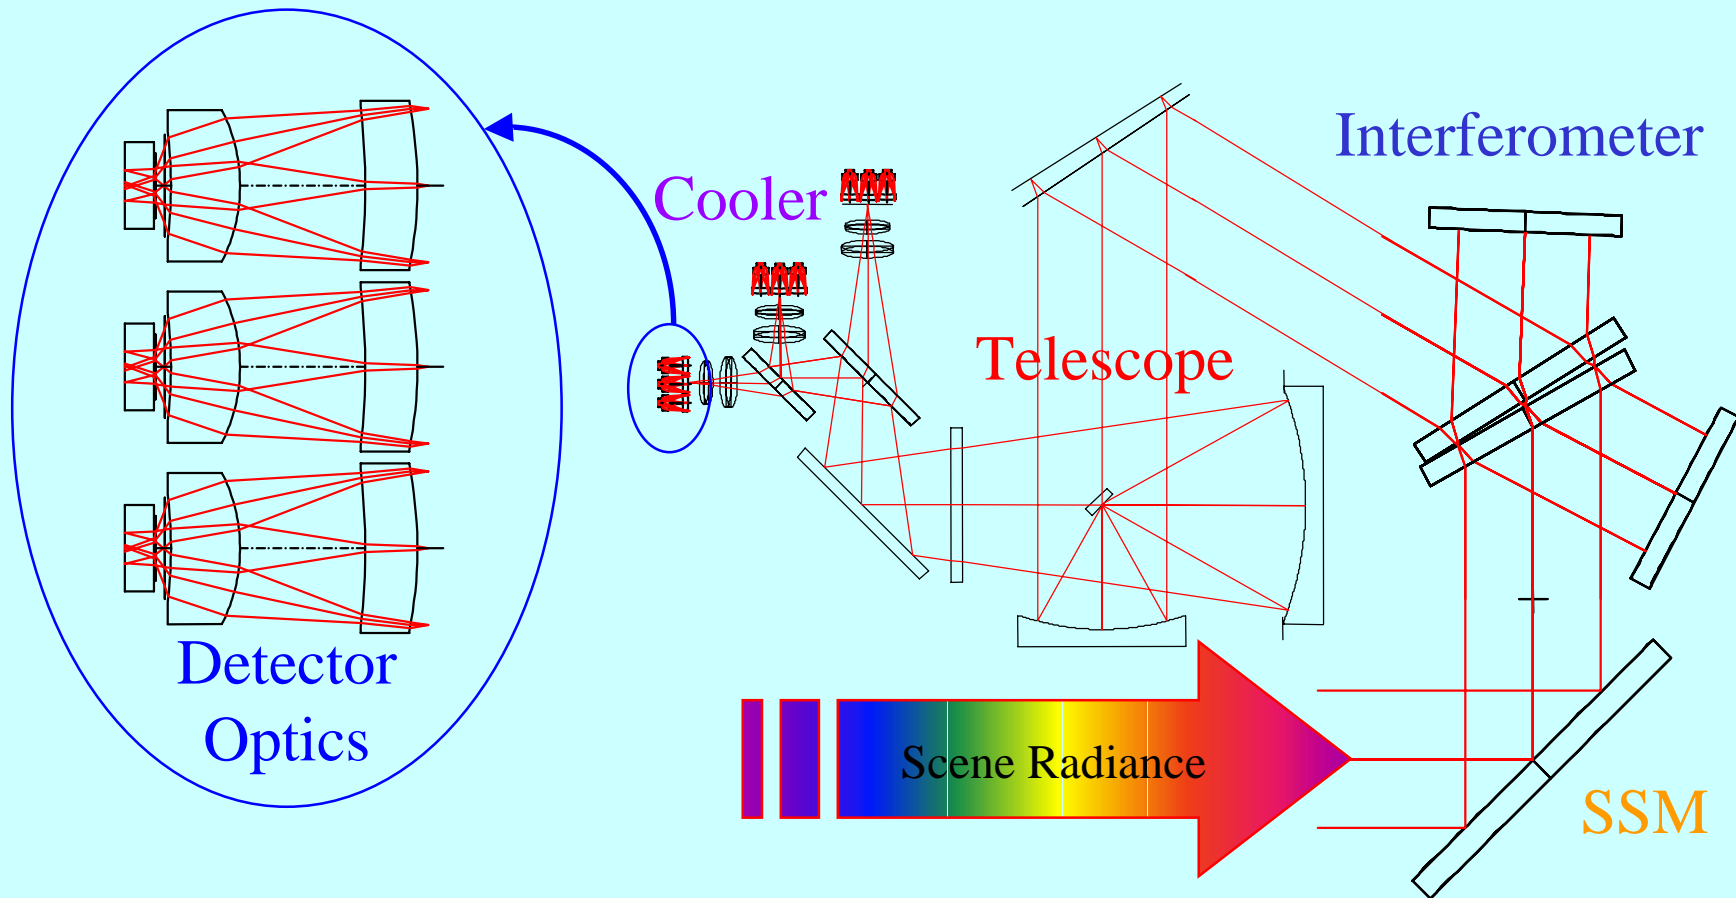 Interferometer
Cooler
Telescope
Detector
Optics
Scene Radiance
SSM